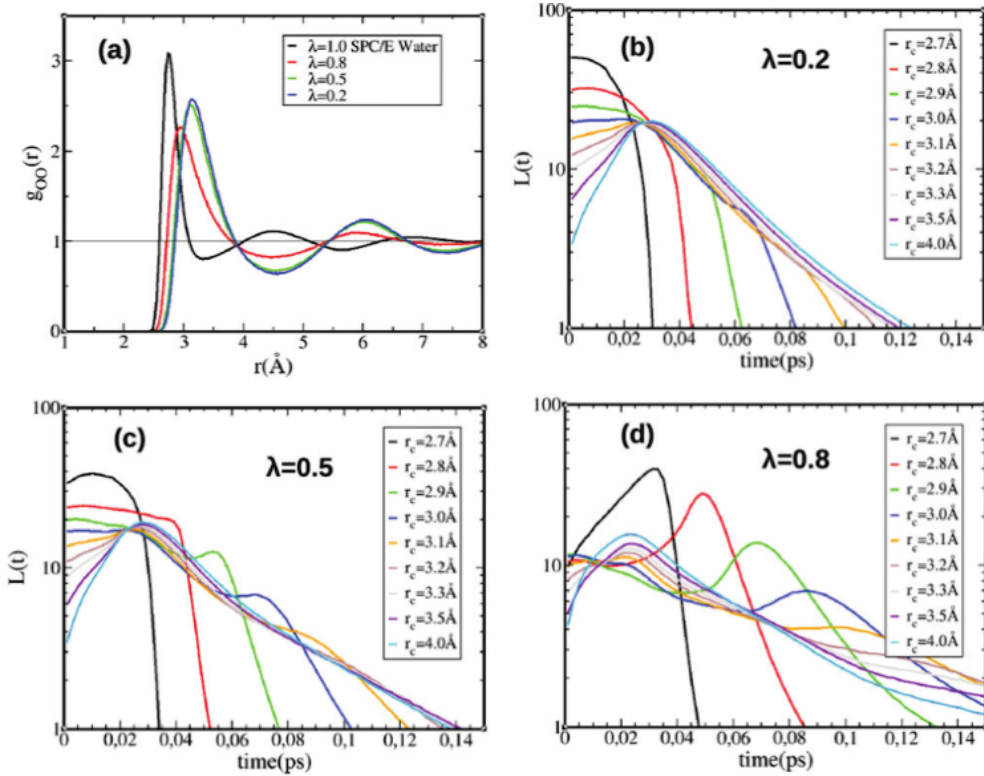 (a)
λ=1.0 SPC/E Water
λ=0.8
λ=0.5
λ=0.2
g_OO(r)
3
2
1
0
1 2 3 4 5 6 7 8
r(Å)
(b)
λ=0.2
r_c=2.7Å
r_c=2.8Å
r_c=2.9Å
r_c=3.0Å
r_c=3.1Å
r_c=3.2Å
r_c=3.3Å
r_c=3.5Å
r_c=4.0Å
L(t)
100
10
1
0 0,02 0,04 0,06 0,08 0,1 0,12 0,14
time(ps)
(c)
λ=0.5
r_c=2.7Å
r_c=2.8Å
r_c=2.9Å
r_c=3.0Å
r_c=3.1Å
r_c=3.2Å
r_c=3.3Å
r_c=3.5Å
r_c=4.0Å
L(t)
100
10
1
0 0,02 0,04 0,06 0,08 0,1 0,12 0,14
time(ps)
(d)
λ=0.8
r_c=2.7Å
r_c=2.8Å
r_c=2.9Å
r_c=3.0Å
r_c=3.1Å
r_c=3.2Å
r_c=3.3Å
r_c=3.5Å
r_c=4.0Å
L(t)
100
10
1
0 0,02 0,04 0,06 0,08 0,1 0,12 0,14
time(ps)